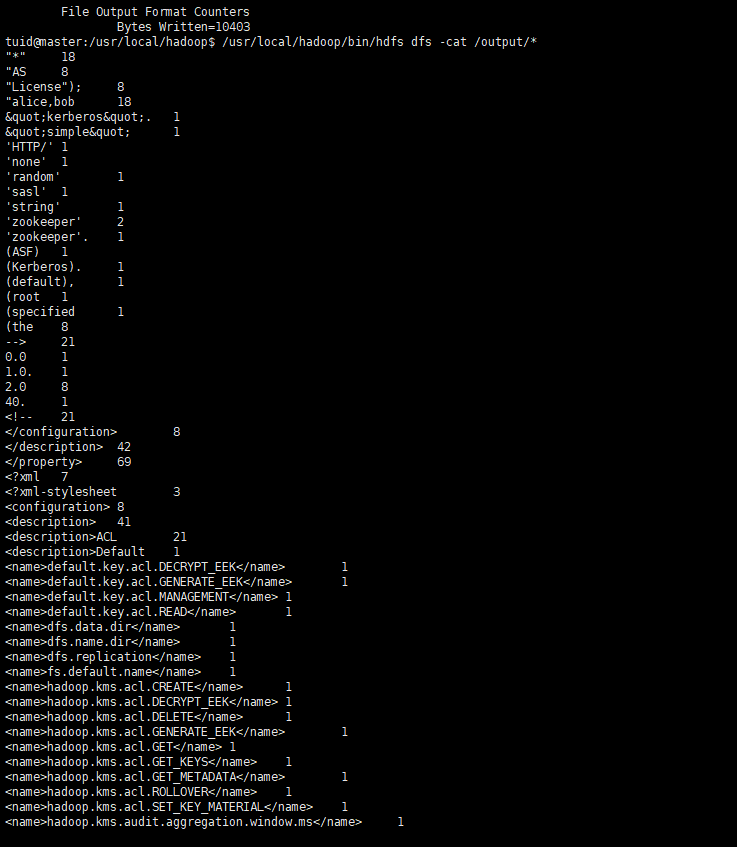 File Output Format Counters
Bytes Written=10403
tuid@master:/usr/local/hadoop$ /usr/local/hadoop/bin/hdfs dfs -cat /output/*
"*" 18
"AS 8
"License"); 8
"alice,bob 18
&quot;kerberos&quot;. 1
&quot;simple&quot; 1
'HTTP/' 1
'none' 1
'random' 1
'sasl' 1
'string' 1
'zookeeper' 2
'zookeeper'. 1
(ASF) 1
(Kerberos). 1
(default), 1
(root 1
(specified 1
(the 8
--> 21
0.0 1
1.0. 1
2.0 8
40. 1
<!-- 21
</configuration> 8
</description> 42
</property> 69
<?xml 7
<?xml-stylesheet 3
<configuration> 8
<description> 41
<description>ACL 21
<description>Default 1
<name>default.key.acl.DECRYPT_EEK</name> 1
<name>default.key.acl.GENERATE_EEK</name> 1
<name>default.key.acl.MANAGEMENT</name> 1
<name>default.key.acl.READ</name> 1
<name>dfs.data.dir</name> 1
<name>dfs.name.dir</name> 1
<name>dfs.replication</name> 1
<name>fs.default.name</name> 1
<name>hadoop.kms.acl.CREATE</name> 1
<name>hadoop.kms.acl.DECRYPT_EEK</name> 1
<name>hadoop.kms.acl.DELETE</name> 1
<name>hadoop.kms.acl.GENERATE_EEK</name> 1
<name>hadoop.kms.acl.GET</name> 1
<name>hadoop.kms.acl.GET_KEYS</name> 1
<name>hadoop.kms.acl.GET_METADATA</name> 1
<name>hadoop.kms.acl.ROLLOVER</name> 1
<name>hadoop.kms.acl.SET_KEY_MATERIAL</name> 1
<name>hadoop.kms.audit.aggregation.window.ms</name> 1